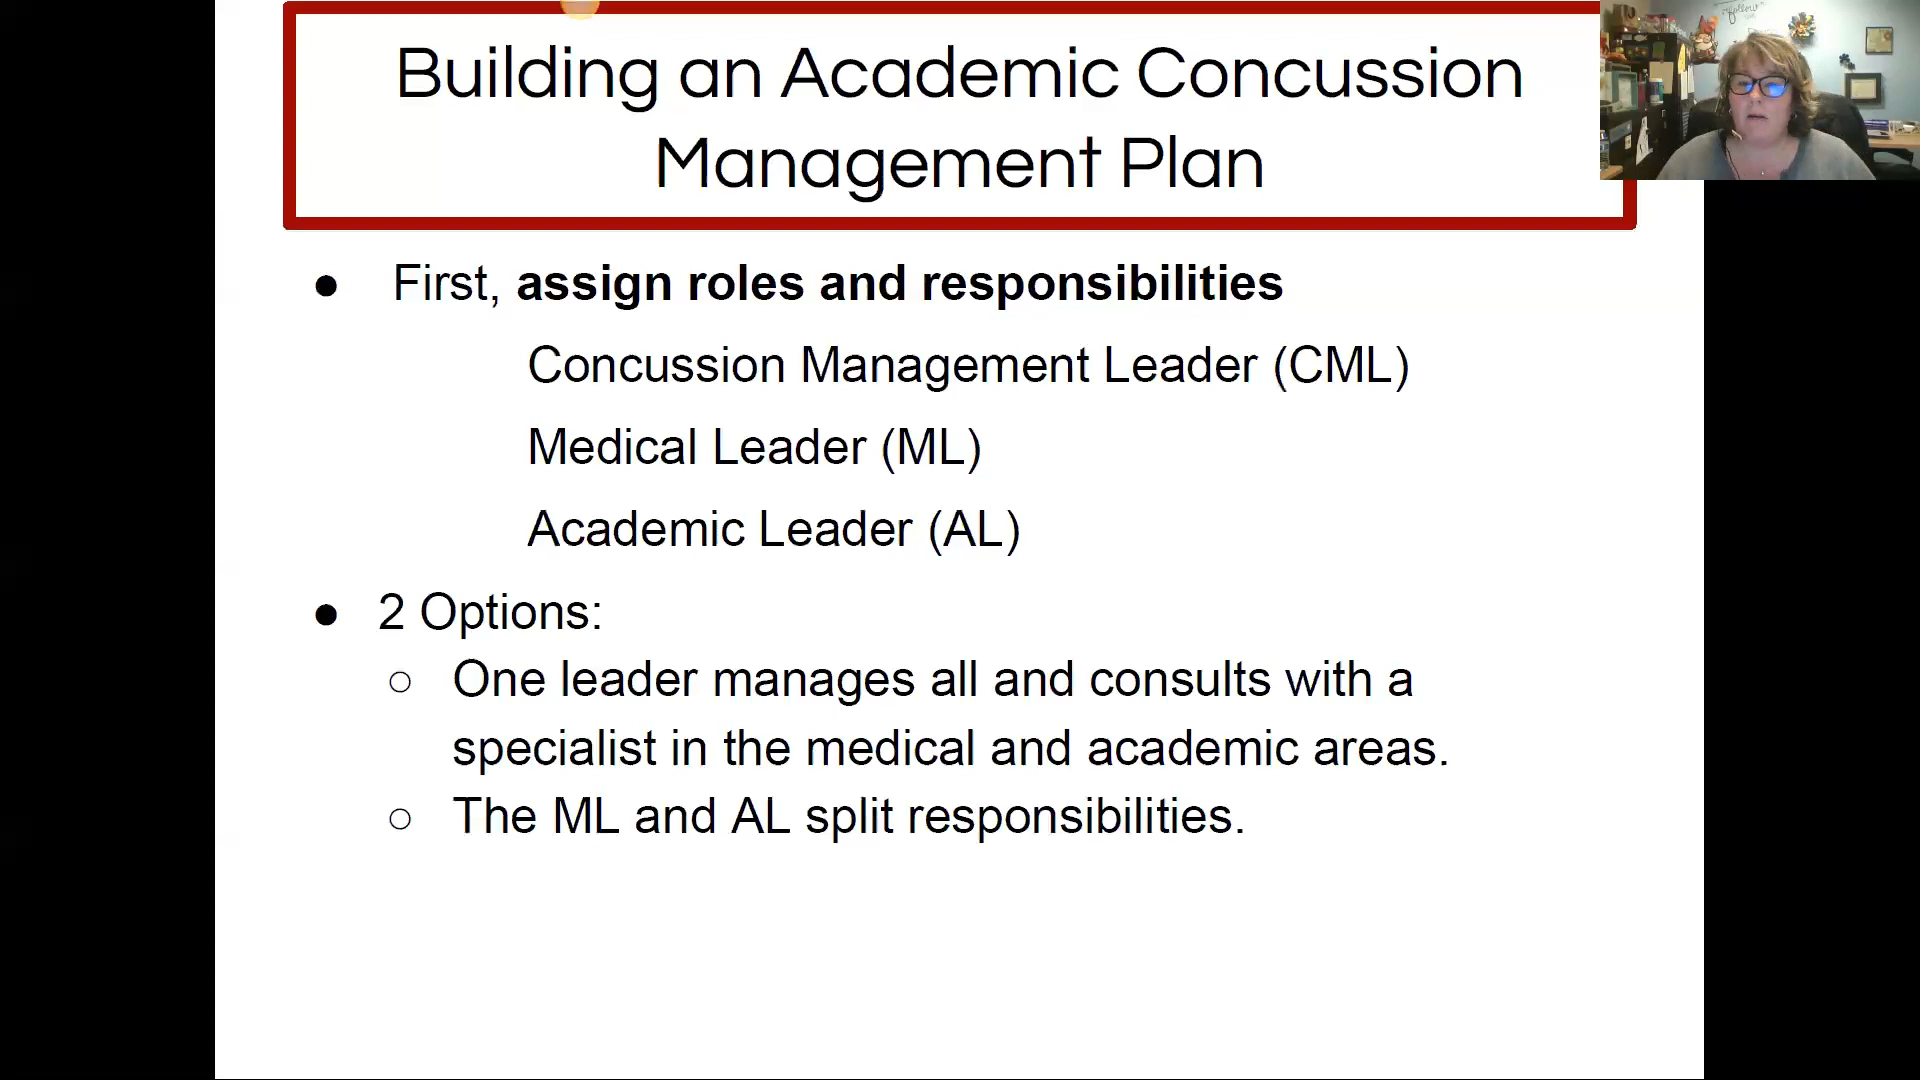 Building an Academic Concussion
Management Plan
● First, assign roles and responsibilities
Concussion Management Leader (CML)
Medical Leader (ML)
Academic Leader (AL)
● 2 Options:
○ One leader manages all and consults with a
specialist in the medical and academic areas.
○ The ML and AL split responsibilities.
follow